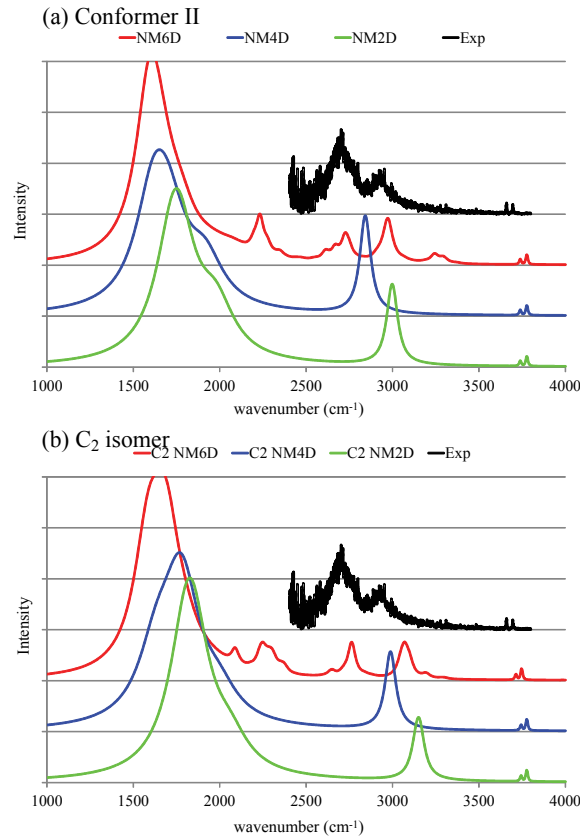 (a) Conformer II
NM6D NM4D NM2D Exp
Intensity
1000 1500 2000 2500 3000 3500 4000
wavenumber (cm-1)
(b) C2 isomer
C2 NM6D C2 NM4D C2 NM2D Exp
Intensity
1000 1500 2000 2500 3000 3500 4000
wavenumber (cm-1)